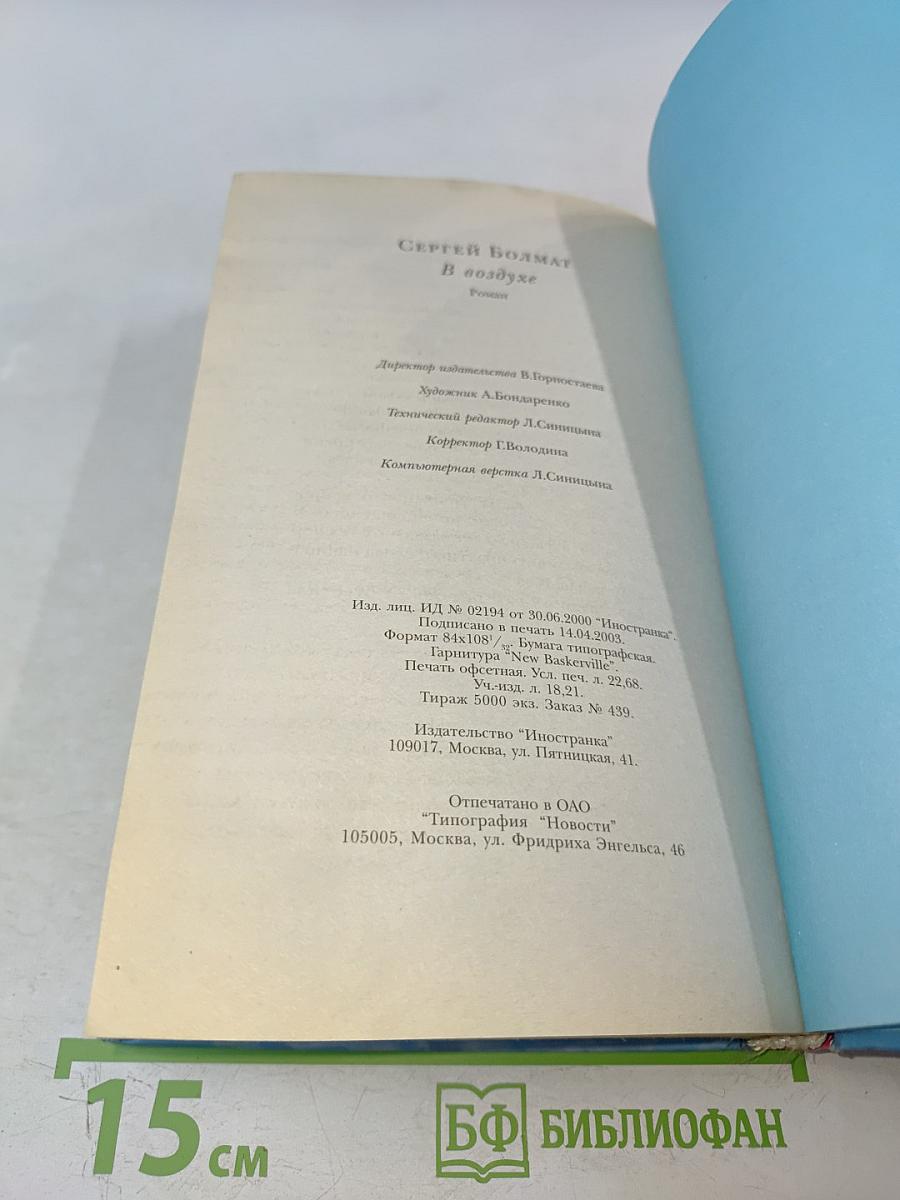 Сергей Болмат
В воздухе
Роман
Директор издательства В.Горностаева
Художник А.Бондаренко
Технический редактор Л.Синицына
Корректор Г.Володина
Компьютерная верстка Л.Синицына
Изд. лиц. ИД № 02194 от 30.06.2000 "Иностранка".
Подписано в печать 14.04.2003.
Формат 84x108¹/₃₂. Бумага типографская.
Гарнитура "New Baskerville".
Печать офсетная. Усл. печ. л. 22,68.
Уч.-изд. л. 18,21.
Тираж 5000 экз. Заказ № 439.
Издательство "Иностранка"
109017, Москва, ул. Пятницкая, 41.
Отпечатано в ОАО
"Типография "Новости"
105005, Москва, ул. Фридриха Энгельса, 46
15 см
БФ БИБЛИОФАН